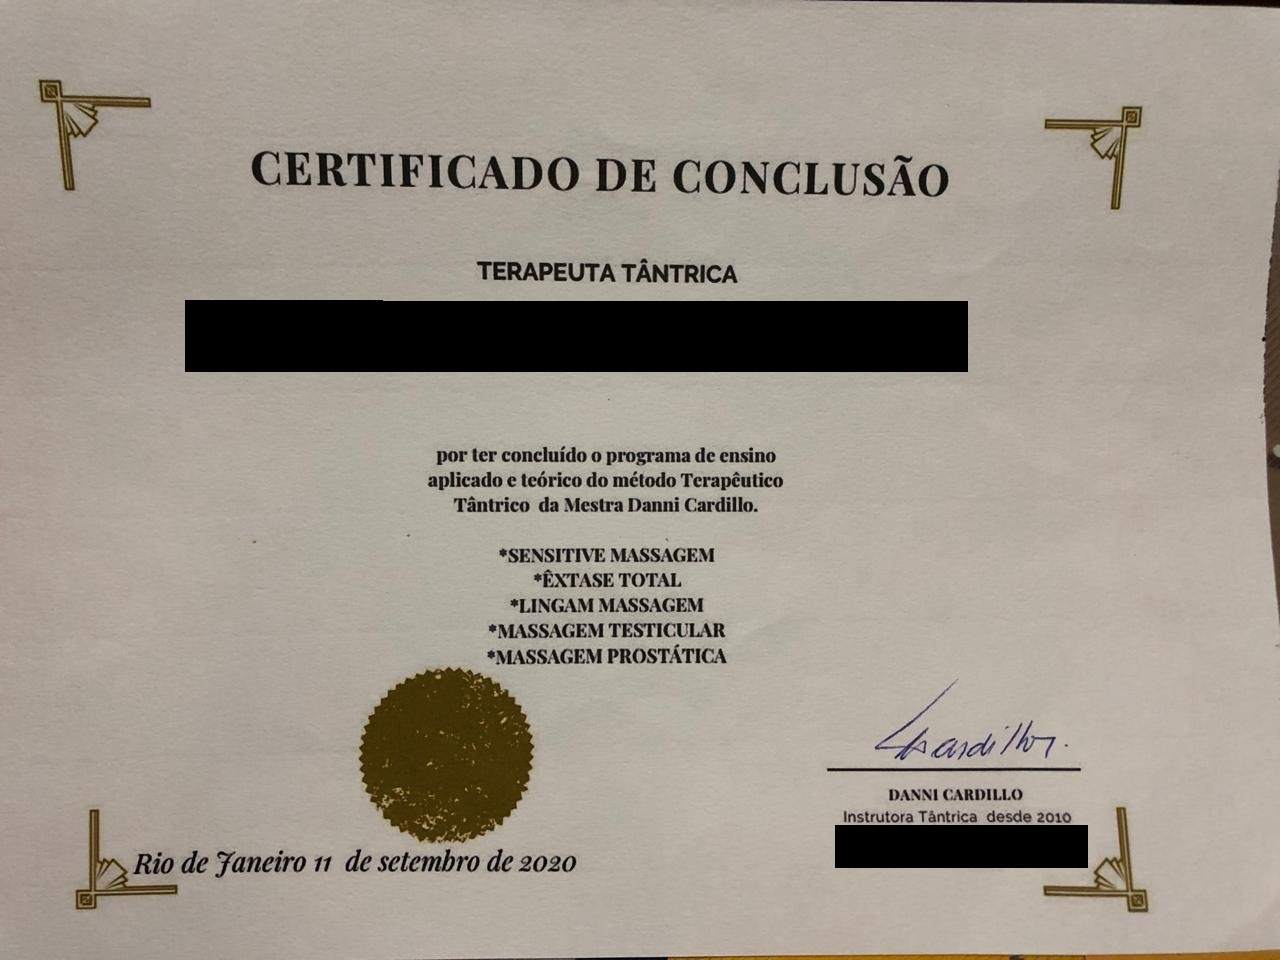 CERTIFICADO DE CONCLUSÃO
TERAPEUTA TÂNTRICA
por ter concluído o programa de ensino
aplicado e teórico do método Terapêutico
Tântrico da Mestra Danni Cardillo.
*SENSITIVE MASSAGEM
*ÊXTASE TOTAL
*LINGAM MASSAGEM
*MASSAGEM TESTICULAR
*MASSAGEM PROSTÁTICA
Cardillo
DANNI CARDILLO
Instrutora Tântrica desde 2010
Rio de Janeiro 11 de setembro de 2020